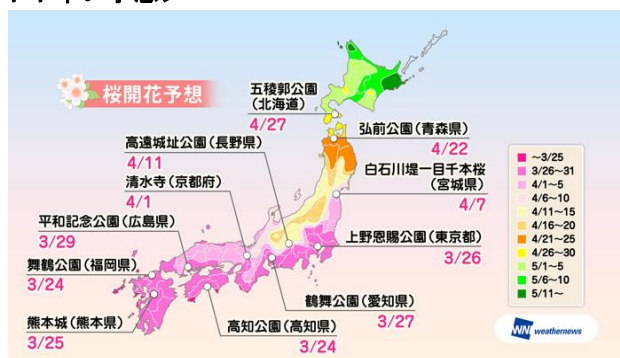 桜開花予想
五稜郭公園
(北海道)
4/27
弘前公園(青森県)
4/22
高遠城址公園(長野県)
4/11
白石川堤一目千本桜
(宮城県)
4/7
清水寺(京都府)
4/1
平和記念公園(広島県)
3/29
上野恩賜公園(東京都)
3/26
舞鶴公園(福岡県)
3/24
鶴舞公園(愛知県)
3/27
熊本城(熊本県)
3/25
高知公園(高知県)
3/24
~3/25
3/26~31
4/1~5
4/6~10
4/11~15
4/16~20
4/21~25
4/26~30
5/1~5
5/6~10
5/11~
WN weathernews